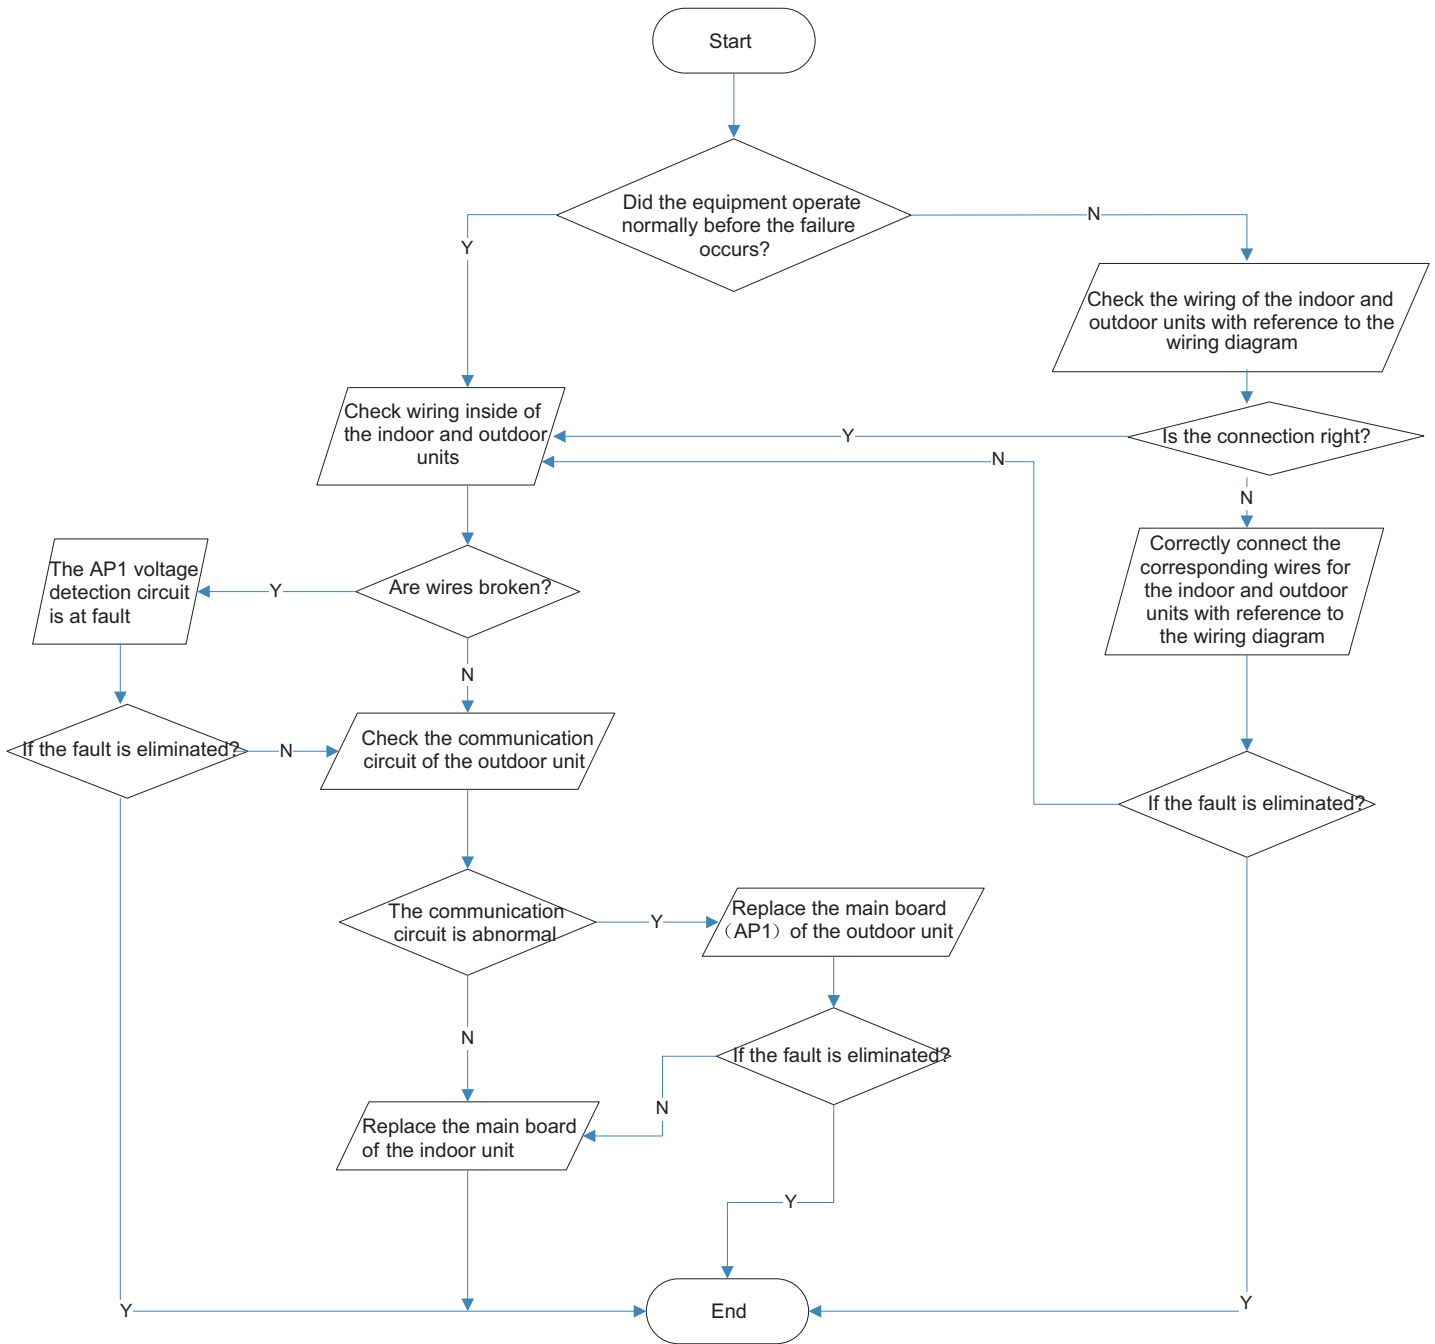 Start
Did the equipment operate
normally before the failure
occurs?
Y
N
Check the wiring of the indoor and
outdoor units with reference to the
wiring diagram
Check wiring inside of
the indoor and outdoor
units
Y
Is the connection right?
N
N
Correctly connect the
corresponding wires for
the indoor and outdoor
units with reference to
the wiring diagram
The AP1 voltage
detection circuit
is at fault
Y
Are wires broken?
N
If the fault is eliminated?
N
Check the communication
circuit of the outdoor unit
If the fault is eliminated?
The communication
circuit is abnormal
Y
Replace the main board
（AP1）of the outdoor unit
N
If the fault is eliminated?
N
Replace the main board
of the indoor unit
Y
Y
End
Y